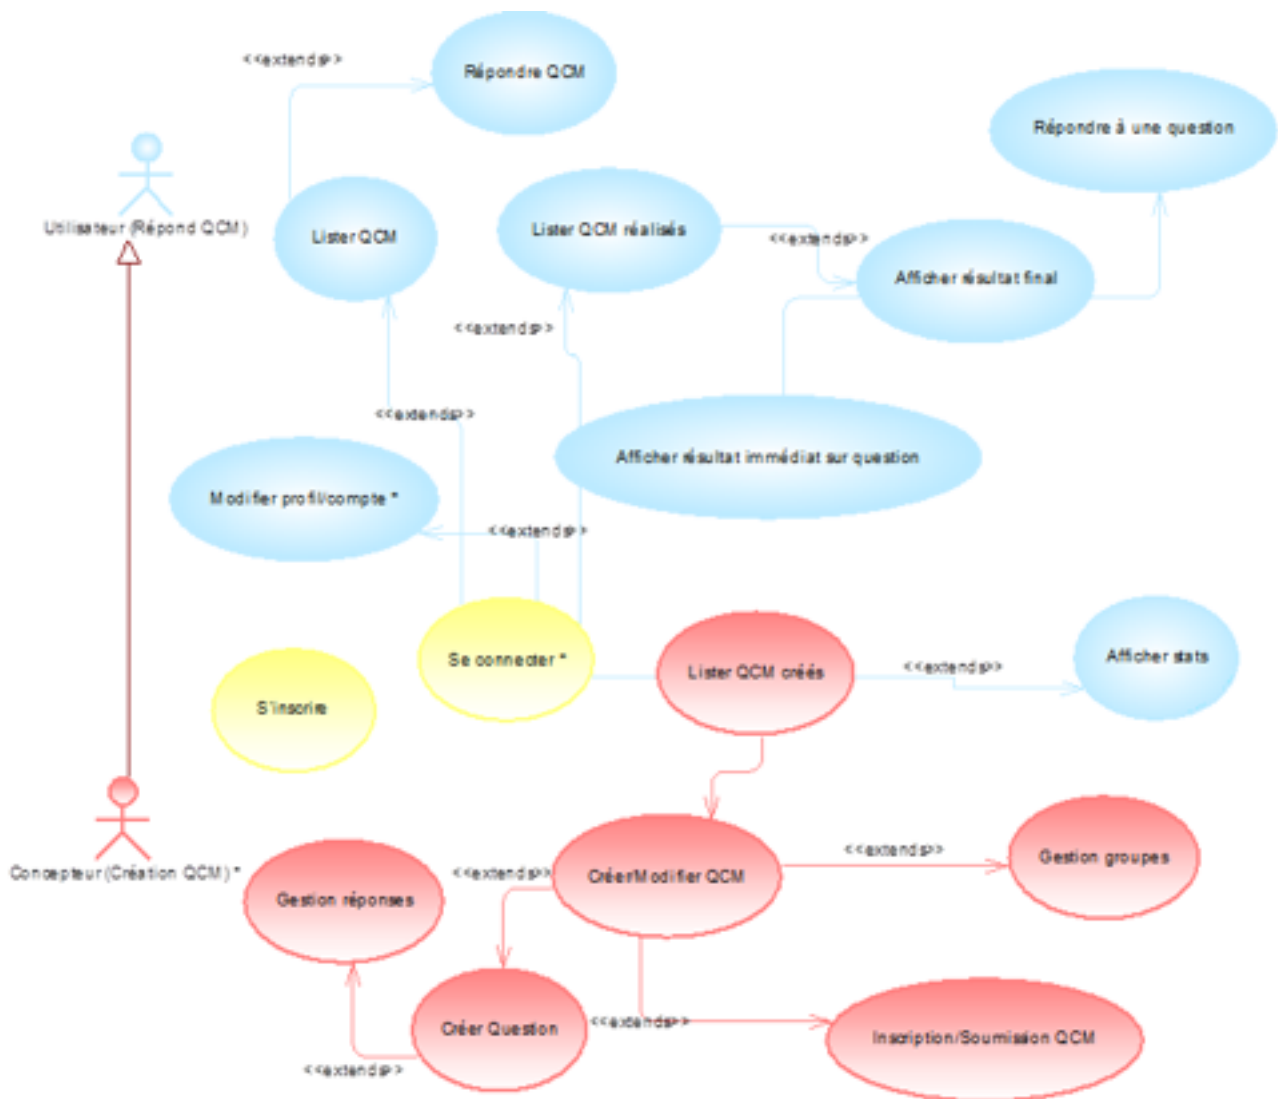 <<extends>>
Répondre QCM
Répondre à une question
Utilisateur (Répond QCM)
Lister QCM
Lister QCM réalisés
<<extends>>
Afficher résultat final
<<extends>>
<<extends>>
Afficher résultat immédiat sur question
Modifier profil/compte *
<<extends>>
Se connecter *
Lister QCM créés
<<extends>>
Afficher stats
S'inscrire
Concepteur (Création QCM) *
Gestion réponses
<<extends>>
Créer/Modifier QCM
<<extends>>
Gestion groupes
Créer Question
<<extends>>
Inscription/Soumission QCM
<<extends>>